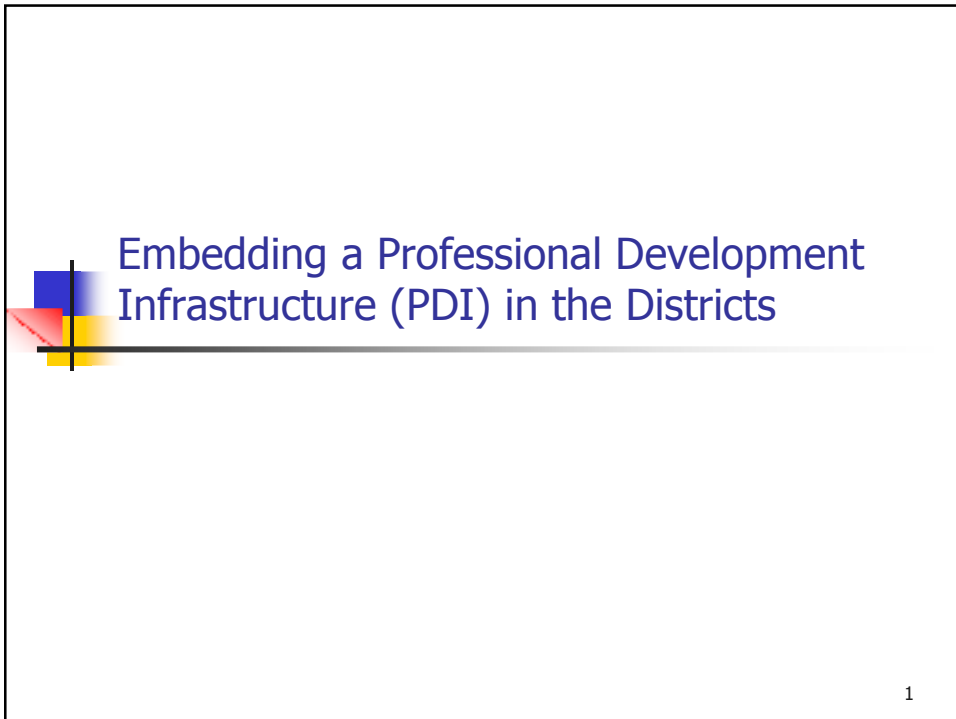 Embedding a Professional Development
Infrastructure (PDI) in the Districts
1